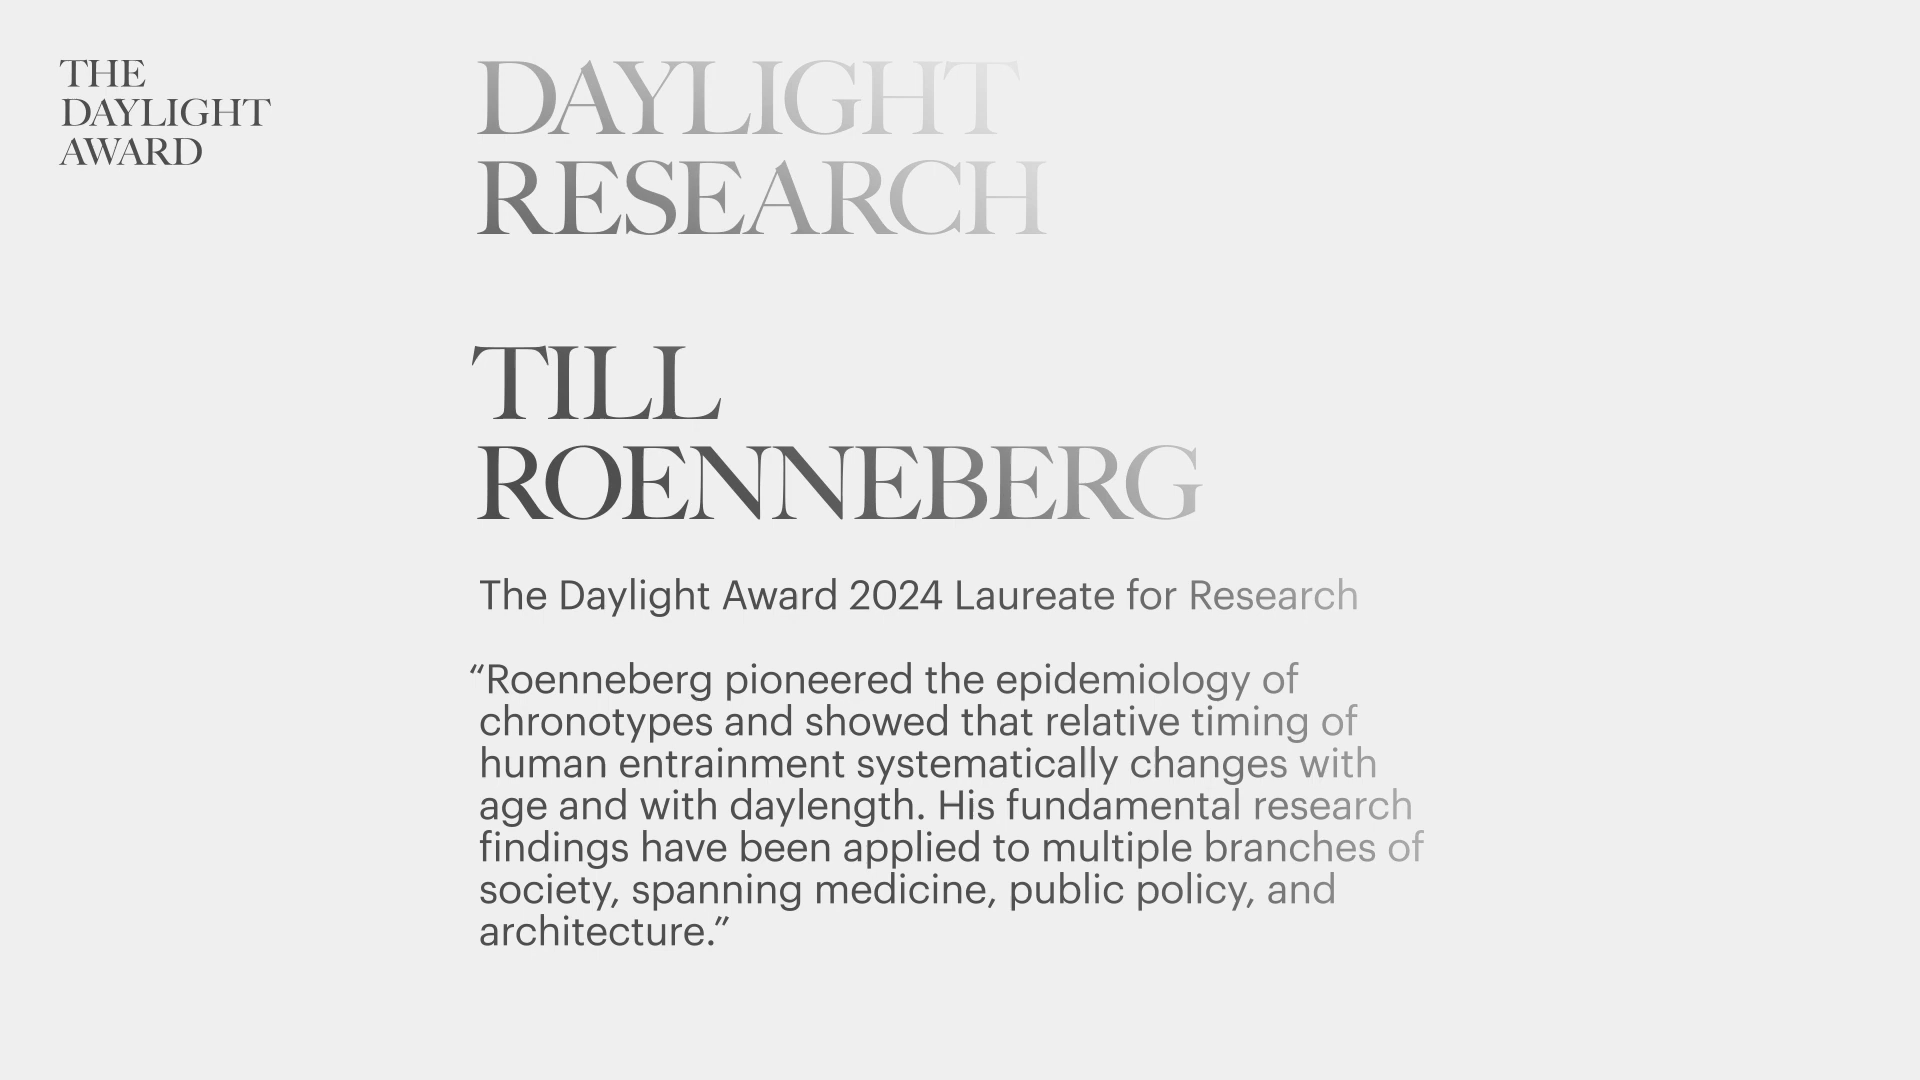 THE
DAYLIGHT
AWARD
DAYLIGHT
RESEARCH
TILL
ROENNEBERG
The Daylight Award 2024 Laureate for Research
“Roenneberg pioneered the epidemiology of
chronotypes and showed that relative timing of
human entrainment systematically changes with
age and with daylength. His fundamental research
findings have been applied to multiple branches of
society, spanning medicine, public policy, and
architecture.”